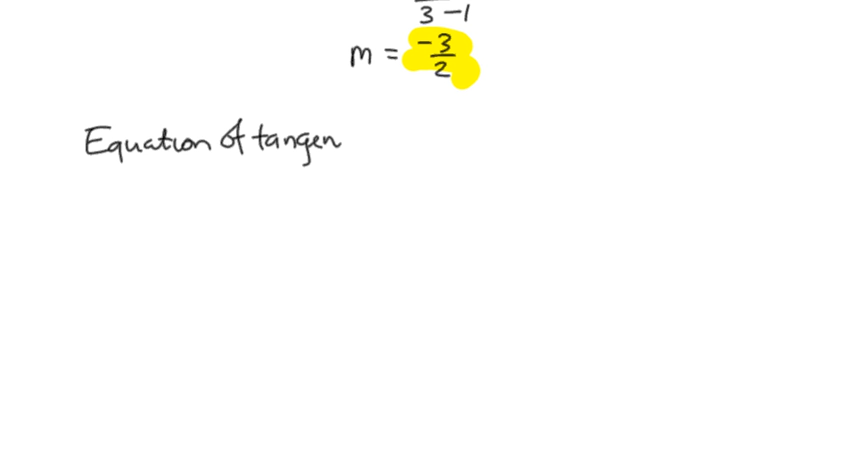 3 - 1
m = -3/2
Equation of tangen